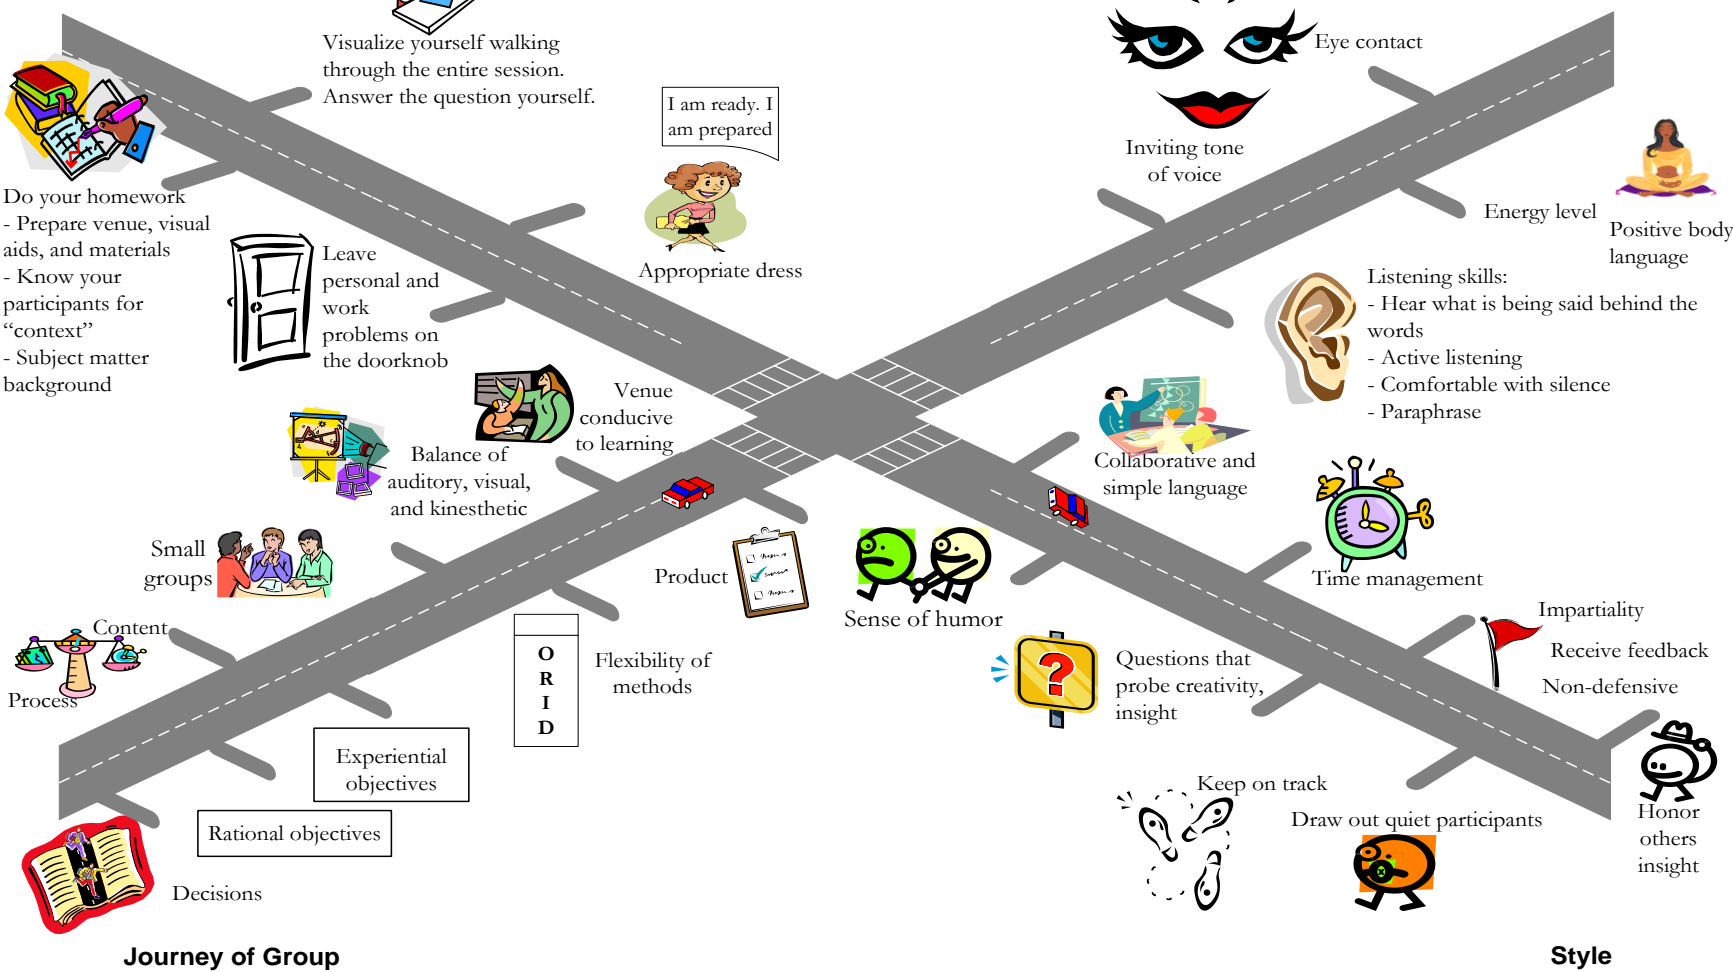 Visualize yourself walking
through the entire session.
Answer the question yourself.
Eye contact
I am ready. I
am prepared
Inviting tone
of voice
Do your homework
- Prepare venue, visual
aids, and materials
- Know your
participants for
“context”
- Subject matter
background
Leave
personal and
work
problems on
the doorknob
Appropriate dress
Energy level
Positive body
language
Listening skills:
- Hear what is being said behind the
words
- Active listening
- Comfortable with silence
- Paraphrase
Venue
conducive
to learning
Balance of
auditory, visual,
and kinesthetic
Collaborative and
simple language
Small
groups
Product
Sense of humor
Time management
Content
Process
O
R
I
D
Flexibility of
methods
Questions that
probe creativity,
insight
Impartiality
Receive feedback
Non-defensive
Experiential
objectives
Rational objectives
Decisions
Keep on track
Draw out quiet participants
Honor
others
insight
Journey of Group
Style